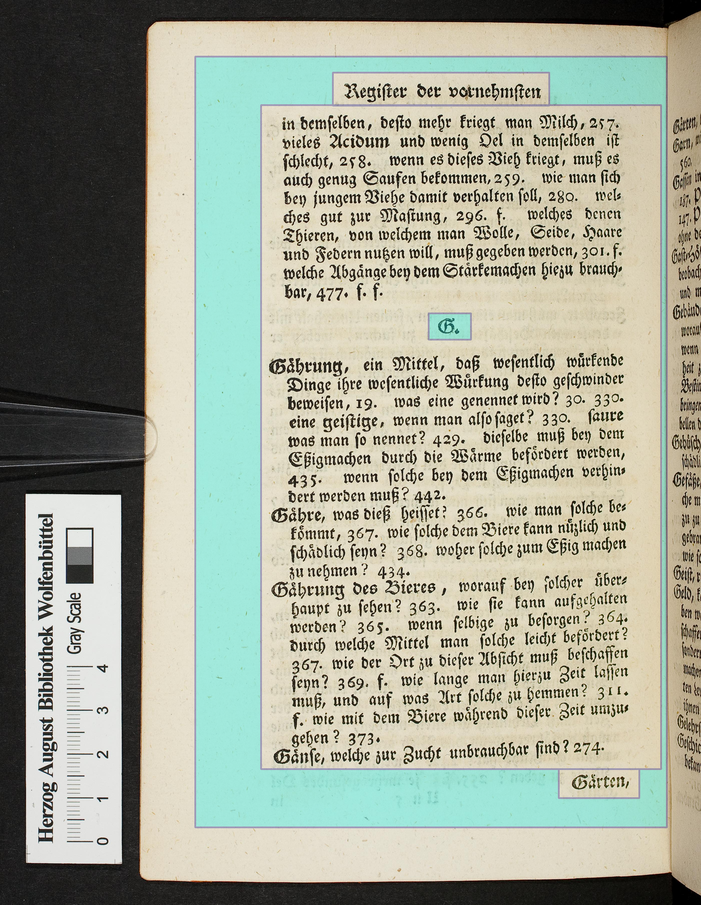 Regiſter der vornehmſten
in demſelben, deſto mehr kriegt man Milch, 257.
vieles Acidum und wenig Oel in demſelben iſt
ſchlecht, 258. wenn es dieſes Vieh kriegt, muß es
auch genug Saufen bekommen, 259. wie man ſich
bey jungem Viehe damit verhalten ſoll, 280. wel-
ches gut zur Maſtung, 296. f. welches denen
Thieren, von welchem man Wolle, Seide, Haare
und Federn nutzen will, muß gegeben werden, 301. f.
welche Abgänge bey dem Stärkemachen hiezu brauch-
bar, 477. f. f.
G.
Gährung, ein Mittel, daß weſentlich würkende
Dinge ihre weſentliche Würkung deſto geſchwinder
beweiſen, 19. was eine genennet wird? 30. 330.
eine geiſtige, wenn man alſo ſaget? 330. ſaure
was man ſo nennet? 429. dieſelbe muß bey dem
Eßigmachen durch die Wärme befördert werden,
435. wenn ſolche bey dem Eßigmachen verhin-
dert werden muß? 442.
Gähre, was dieß heiſſet? 366. wie man ſolche be-
kömmt, 367. wie ſolche dem Biere kann nüzlich und
ſchädlich ſeyn? 368. woher ſolche zum Eßig machen
zu nehmen? 434.
Gährung des Bieres, worauf bey ſolcher über-
haupt zu ſehen? 363. wie ſie kann aufgehalten
werden? 365. wenn ſelbige zu beſorgen? 364.
durch welche Mittel man ſolche leicht befördert?
367. wie der Ort zu dieſer Abſicht muß beſchaffen
ſeyn? 369. f. wie lange man hierzu Zeit laſſen
muß, und auf was Art ſolche zu hemmen? 311.
f. wie mit dem Biere während dieſer Zeit umzu-
gehen? 373.
Gänſe, welche zur Zucht unbrauchbar ſind? 274.
Gärten,
Herzog August Bibliothek Wolfenbüttel
Gray Scale
0 1 2 3 4